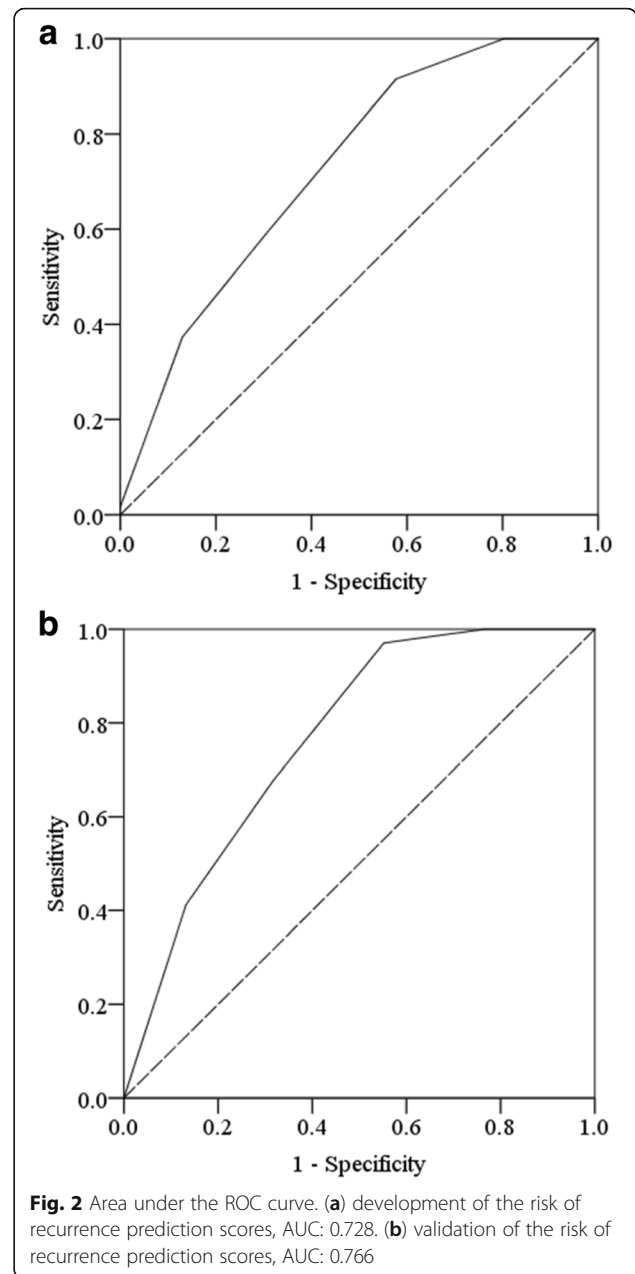 a
1.0
0.8
0.6
0.4
0.2
0.0
Sensitivity
0.0 0.2 0.4 0.6 0.8 1.0
1 - Specificity
b
1.0
0.8
0.6
0.4
0.2
0.0
Sensitivity
0.0 0.2 0.4 0.6 0.8 1.0
1 - Specificity
Fig. 2 Area under the ROC curve. (a) development of the risk of
recurrence prediction scores, AUC: 0.728. (b) validation of the risk of
recurrence prediction scores, AUC: 0.766